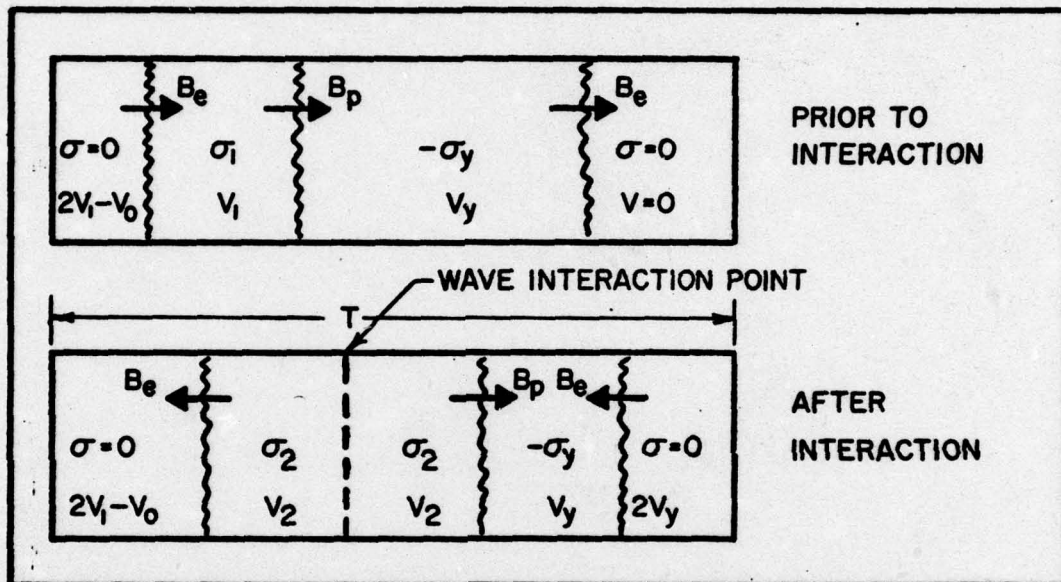 Be Bp Be
σ=0 σ₁ -σy σ=0
2V₁-V₀ V₁ Vy V=0
PRIOR TO
INTERACTION
WAVE INTERACTION POINT
T
Be Bp Be
σ=0 σ₂ σ₂ -σy σ=0
2V₁-V₀ V₂ V₂ Vy 2Vy
AFTER
INTERACTION